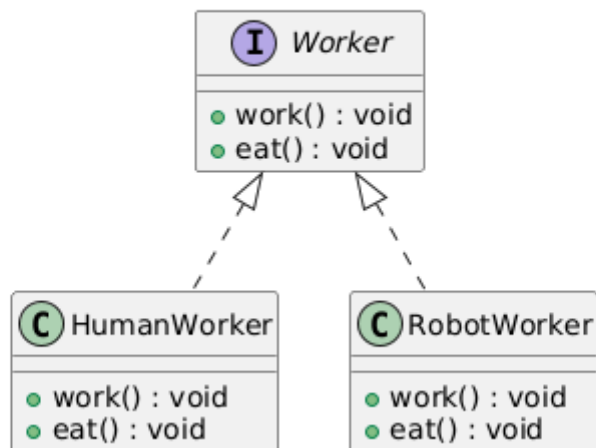 I Worker
work() : void
eat() : void
C HumanWorker
work() : void
eat() : void
C RobotWorker
work() : void
eat() : void